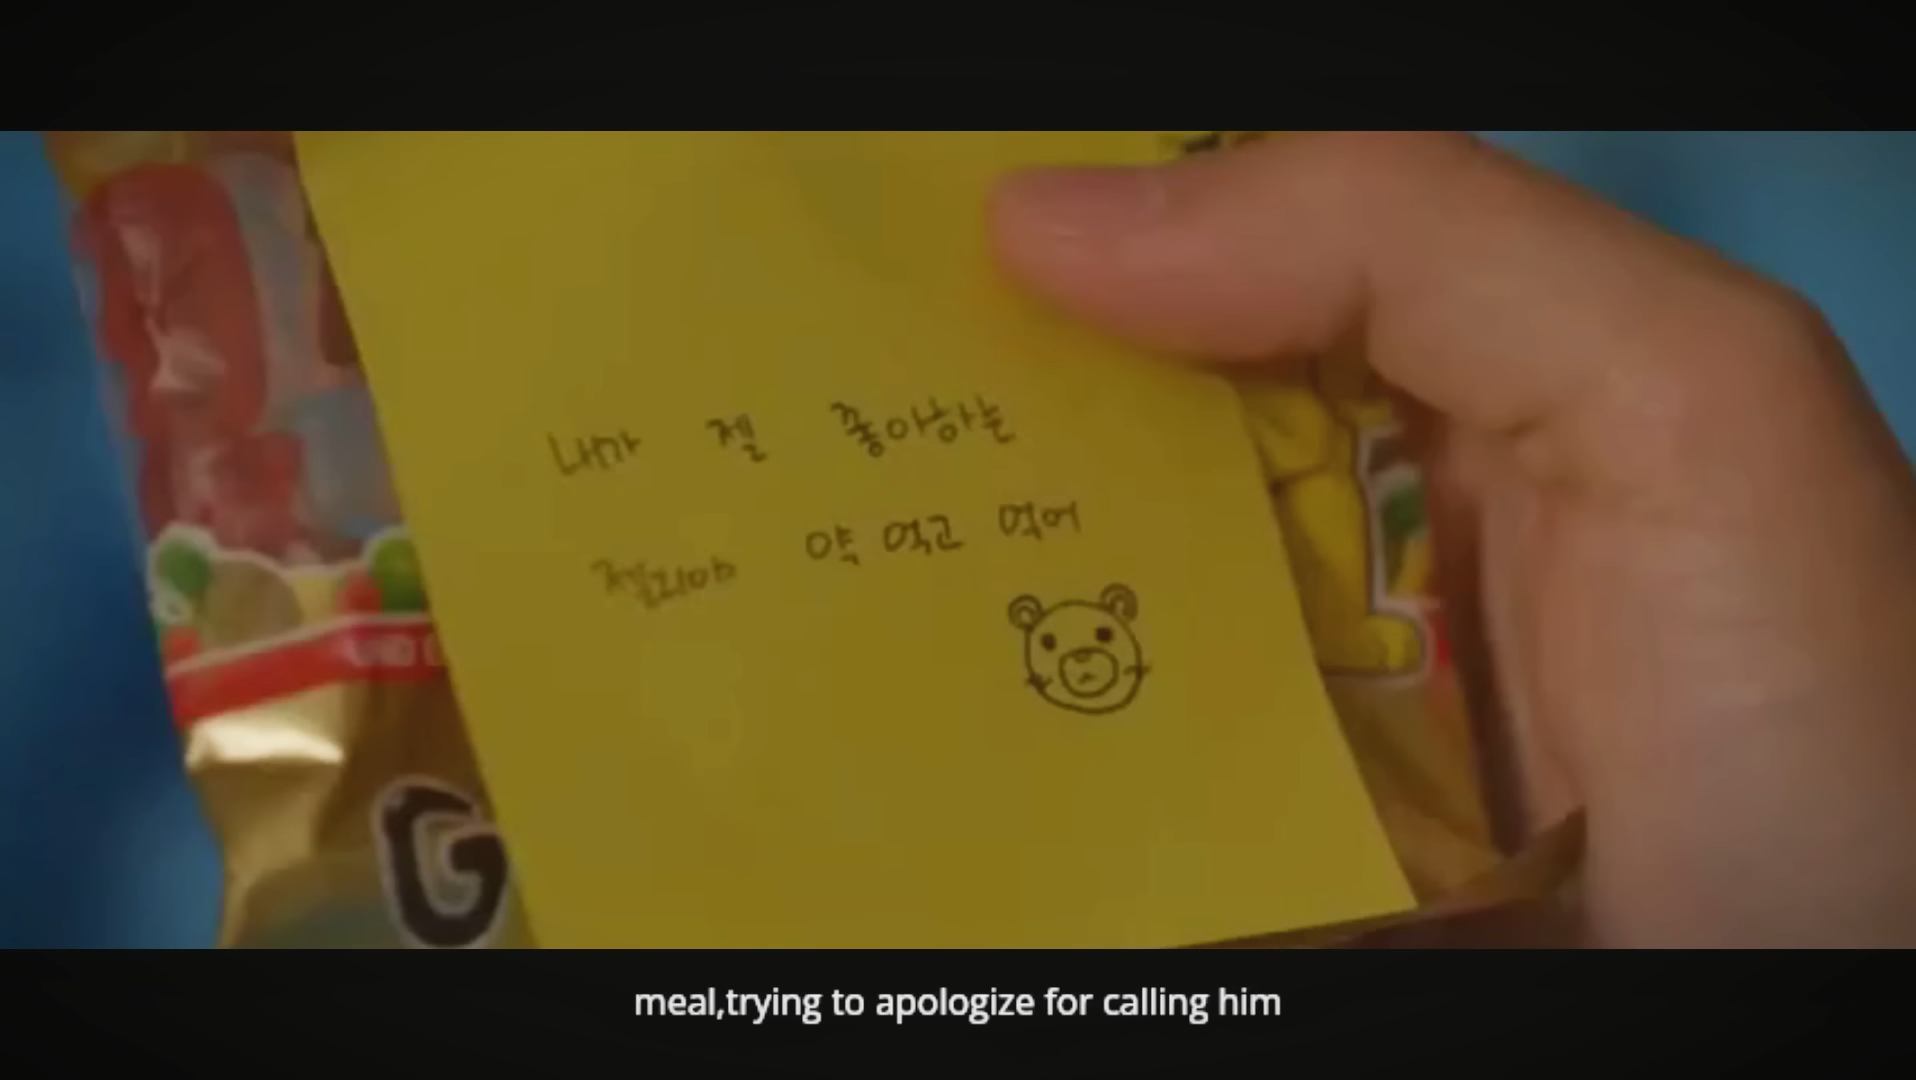 내가 젤 좋아하는
젤리야 약 먹고 먹어
G
meal,trying to apologize for calling him